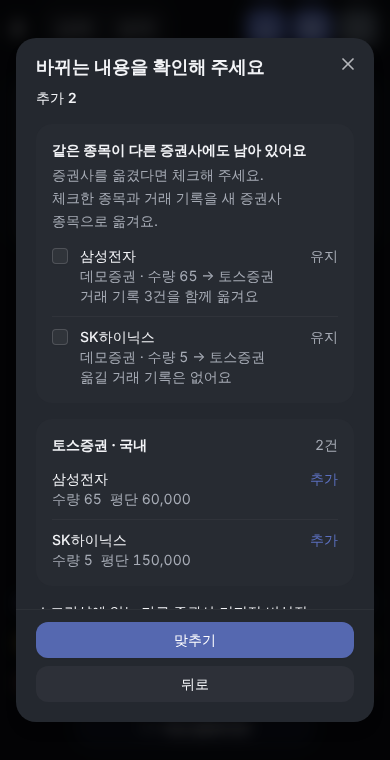 바뀌는 내용을 확인해 주세요
추가 2
같은 종목이 다른 증권사에도 남아 있어요
증권사를 옮겼다면 체크해 주세요.
체크한 종목과 거래 기록을 새 증권사
종목으로 옮겨요.
삼성전자 유지
데모증권 · 수량 65 → 토스증권
거래 기록 3건을 함께 옮겨요
SK하이닉스 유지
데모증권 · 수량 5 → 토스증권
옮길 거래 기록은 없어요
토스증권 · 국내 2건
삼성전자 추가
수량 65 평단 60,000
SK하이닉스 추가
수량 5 평단 150,000
맞추기
뒤로